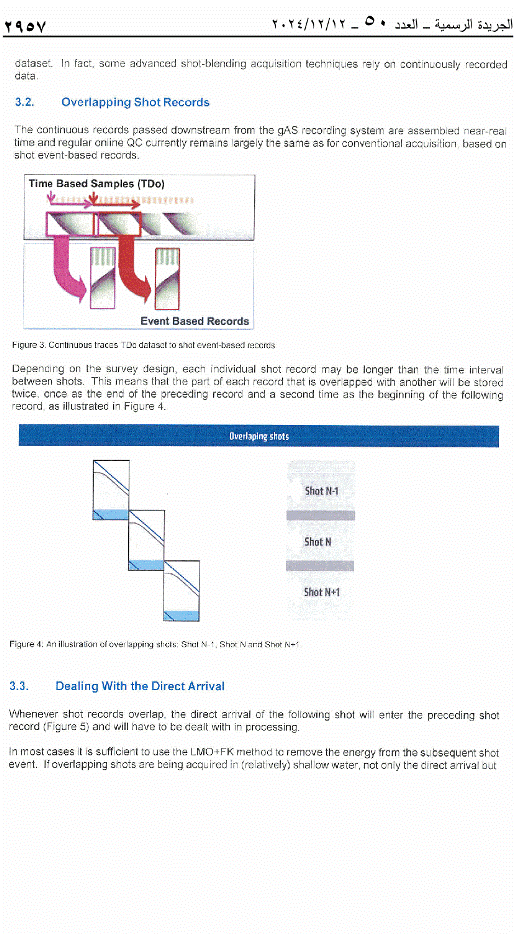 ٢٩٥٧
الجريدة الرسمية – العدد ٥٠ – ٢٠٢٤/١٢/١٢
dataset. In fact, some advanced shot-blending acquisition techniques rely on continuously recorded
data.
3.2. Overlapping Shot Records
The continuous records passed downstream from the gAS recording system are assembled near-real
time and regular online QC currently remains largely the same as for conventional acquisition, based on
shot event-based records.
Time Based Samples (TDo)
Event Based Records
Figure 3. Continuous traces TDo dataset to shot event-based records
Depending on the survey design, each individual shot record may be longer than the time interval
between shots. This means that the part of each record that is overlapped with another will be stored
twice, once as the end of the preceding record and a second time as the beginning of the following
record, as illustrated in Figure 4.
Overlaping shots
Shot N-1
Shot N
Shot N+1
Figure 4: An illustration of overlapping shots: Shot N-1, Shot N and Shot N+1.
3.3. Dealing With the Direct Arrival
Whenever shot records overlap, the direct arrival of the following shot will enter the preceding shot
record (Figure 5) and will have to be dealt with in processing.
In most cases it is sufficient to use the LMO+FK method to remove the energy from the subsequent shot
event. If overlapping shots are being acquired in (relatively) shallow water, not only the direct arrival but